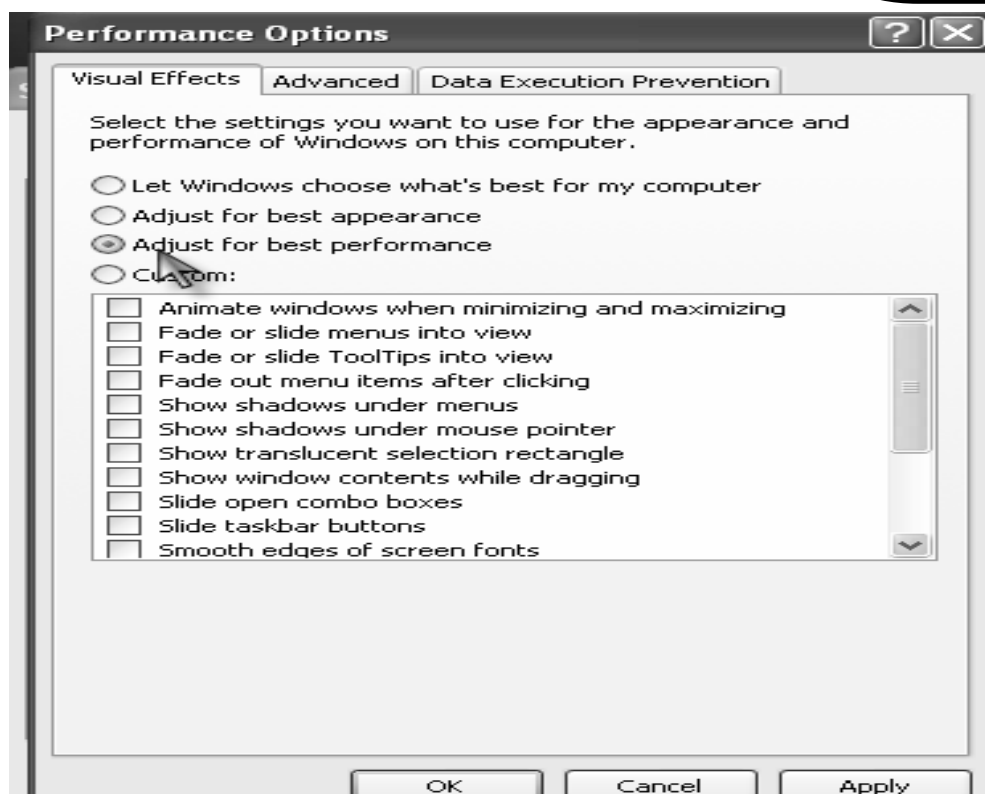 Performance Options
Visual Effects Advanced Data Execution Prevention
Select the settings you want to use for the appearance and
performance of Windows on this computer.
Let Windows choose what's best for my computer
Adjust for best appearance
Adjust for best performance
Custom:
Animate windows when minimizing and maximizing
Fade or slide menus into view
Fade or slide ToolTips into view
Fade out menu items after clicking
Show shadows under menus
Show shadows under mouse pointer
Show translucent selection rectangle
Show window contents while dragging
Slide open combo boxes
Slide taskbar buttons
Smooth edges of screen fonts
OK Cancel Apply